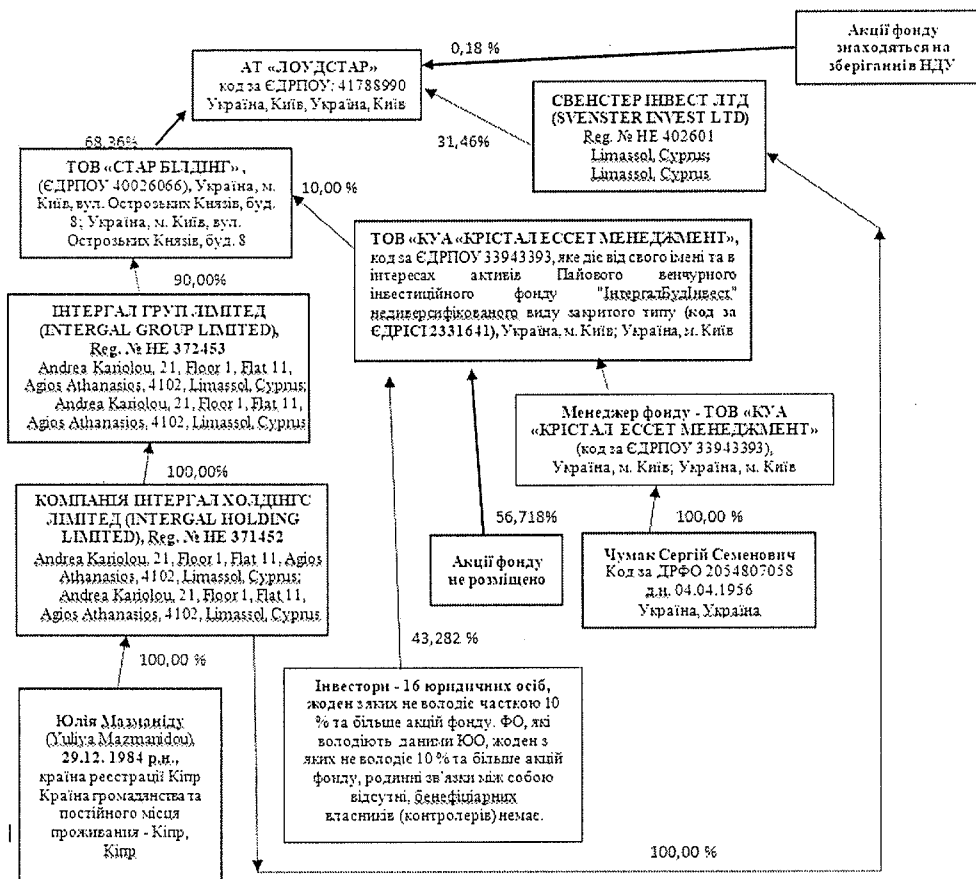 0,18 %
Акції фонду
знаходяться на
зберіганнів НДУ
АТ «ЛОУДСТАР»
код за ЄДРПОУ: 41788990
Україна, Київ, Україна, Київ
СВЕНСТЕР ІНВЕСТ ЛТД
(SVENSTER INVEST LTD)
Reg. № HE 402601
Limassol, Cyprus;
Limassol, Cyprus
68,36%
31,46%
ТОВ «СТАР БІЛДІНГ»,
(ЄДРПОУ 40026066), Україна, м.
Київ, вул. Острозьких Князів, буд.
8; Україна, м. Київ, вул.
Острозьких Князів, буд. 8
10,00 %
ТОВ «КУА «КРІСТАЛ ЕССЕТ МЕНЕДЖМЕНТ»,
код за ЄДРПОУ 33943393, яке діє від свого імені та в
інтересах активів Пайового венчурного
інвестиційного фонду "ІнтергалБудІнвест"
недиверсифікованого виду закритого типу (код за
ЄДРІСІ 2331641), Україна, м. Київ; Україна, м. Київ
90,00%
ІНТЕРГАЛ ГРУП ЛІМІТЕД
(INTERGAL GROUP LIMITED),
Reg. № HE 372453
Andrea Kariolou, 21, Floor 1, Flat 11,
Agios Athanasios, 4102, Limassol, Cyprus;
Andrea Kariolou, 21, Floor 1, Flat 11,
Agios Athanasios, 4102, Limassol, Cyprus
Менеджер фонду - ТОВ «КУА
«КРІСТАЛ ЕССЕТ МЕНЕДЖМЕНТ»
(код за ЄДРПОУ 33943393),
Україна, м. Київ; Україна, м. Київ
100,00%
КОМПАНІЯ ІНТЕРГАЛ ХОЛДІНГС
ЛІМІТЕД (INTERGAL HOLDING
LIMITED), Reg. № HE 371452
Andrea Kariolou, 21, Floor 1, Flat 11, Agios
Athanasios, 4102, Limassol, Cyprus;
Andrea Kariolou, 21, Floor 1, Flat 11,
Agios Athanasios, 4102, Limassol, Cyprus
56,718%
100,00 %
Акції фонду
не розміщено
Чумак Сергій Семенович
Код за ДРФО 2054807058
д.н. 04.04.1956
Україна, Україна
43,282 %
100,00 %
Юлія Мазманіду
(Yuliya Mazmanidou),
29.12. 1984 р.н.,
країна реєстрації Кіпр
Країна громадянства та
постійного місця
проживання - Кіпр,
Кіпр
Інвестори - 16 юридичних осіб,
жоден з яких не володіє часткою 10
% та більше акцій фонду. ФО, які
володіють даними ЮО, жоден з
яких не володіє 10 % та більше акцій
фонду, родинні зв'язки між собою
відсутні, бенефіціарних
власників (контролерів) немає.
100,00 %